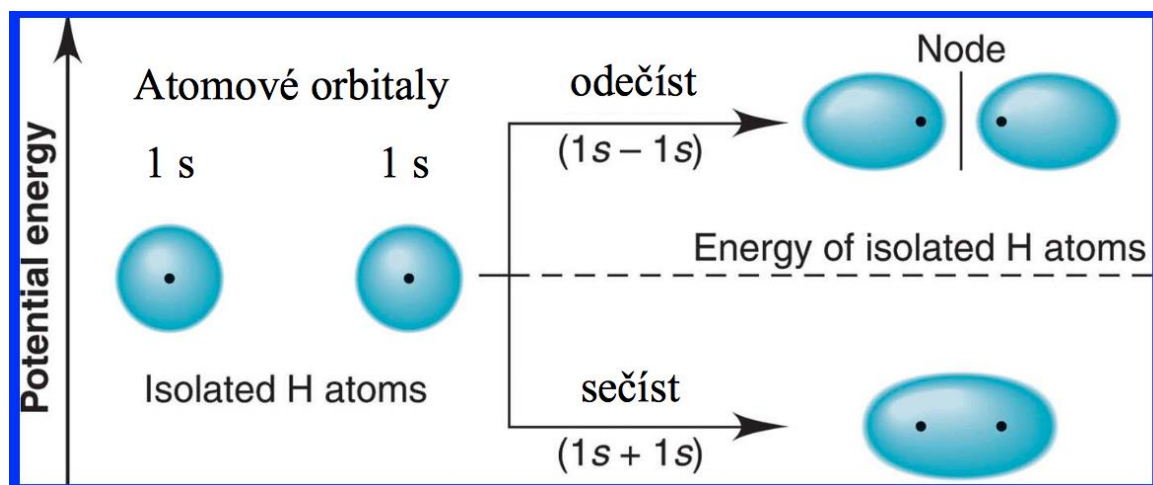 Potential energy
Atomové orbitaly
1 s 1 s
Isolated H atoms
odečíst
(1s – 1s)
Node
Energy of isolated H atoms
sečíst
(1s + 1s)